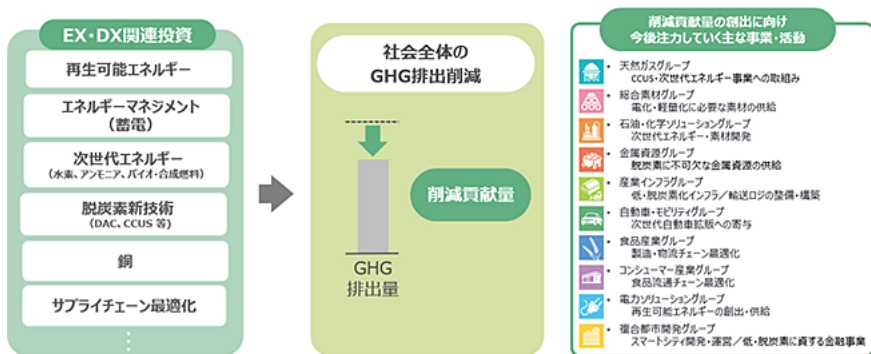 EX・DX関連投資
再生可能エネルギー
エネルギーマネジメント
（蓄電）
次世代エネルギー
（水素、アンモニア、バイオ・合成燃料）
脱炭素新技術
（DAC、CCUS 等）
銅
サプライチェーン最適化
⋮
社会全体の
GHG排出削減
削減貢献量
GHG
排出量
削減貢献量の創出に向け
今後注力していく主な事業・活動
・ 天然ガスグループ
CCUS・次世代エネルギー事業への取組み
・ 総合素材グループ
電化・軽量化に必要な素材の供給
・ 石油・化学ソリューショングループ
次世代エネルギー・素材開発
・ 金属資源グループ
脱炭素に不可欠な金属資源の供給
・ 産業インフラグループ
低・脱炭素化インフラ／輸送ロジの整備・構築
・ 自動車・モビリティグループ
次世代自動車拡販への寄与
・ 食品産業グループ
製造・物流チェーン最適化
・ コンシューマー産業グループ
食品流通チェーン最適化
・ 電力ソリューショングループ
再生可能エネルギーの創出・供給
・ 複合都市開発グループ
スマートシティ開発・運営／低・脱炭素に資する金融事業